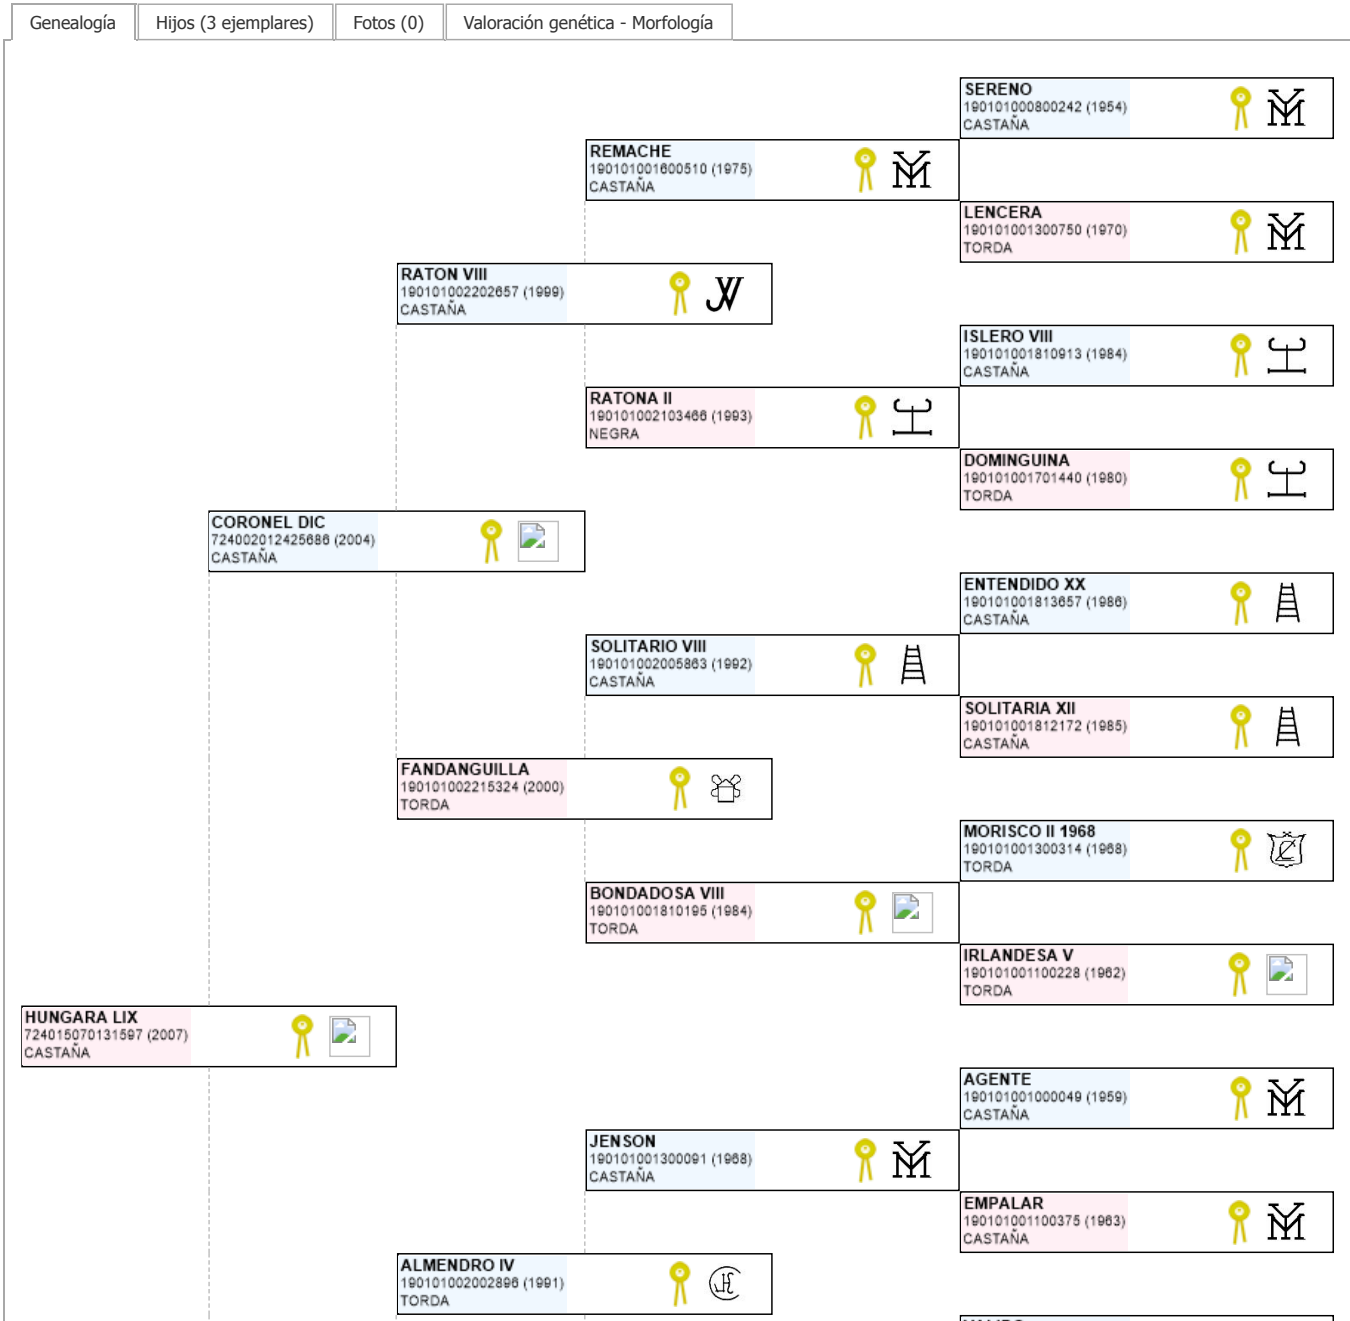 Genealogía
Hijos (3 ejemplares)
Fotos (0)
Valoración genética - Morfología
SERENO
190101000800242 (1954)
CASTAÑA
REMACHE
190101001600510 (1975)
CASTAÑA
LENCERA
190101001300750 (1970)
TORDA
RATON VIII
190101002202657 (1999)
CASTAÑA
ISLERO VIII
190101001810913 (1984)
CASTAÑA
RATONA II
190101002103466 (1993)
NEGRA
DOMINGUINA
190101001701440 (1980)
TORDA
CORONEL DIC
724002012425686 (2004)
CASTAÑA
ENTENDIDO XX
190101001813657 (1986)
CASTAÑA
SOLITARIO VIII
190101002005863 (1992)
CASTAÑA
SOLITARIA XII
190101001812172 (1985)
CASTAÑA
FANDANGUILLA
190101002215324 (2000)
TORDA
MORISCO II 1968
190101001300314 (1968)
TORDA
BONDADOSA VIII
190101001810195 (1984)
TORDA
IRLANDESA V
190101001100228 (1962)
TORDA
HUNGARA LIX
724015070131597 (2007)
CASTAÑA
AGENTE
190101001000049 (1959)
CASTAÑA
JENSON
190101001300091 (1968)
CASTAÑA
EMPALAR
190101001100375 (1963)
CASTAÑA
ALMENDRO IV
190101002002896 (1991)
TORDA